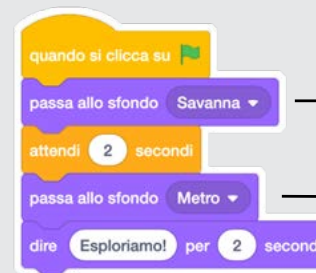 quando si clicca su
passa allo sfondo Savanna
attendi 2 secondi
passa allo sfondo Metro
dire Esploriamo! per 2 second